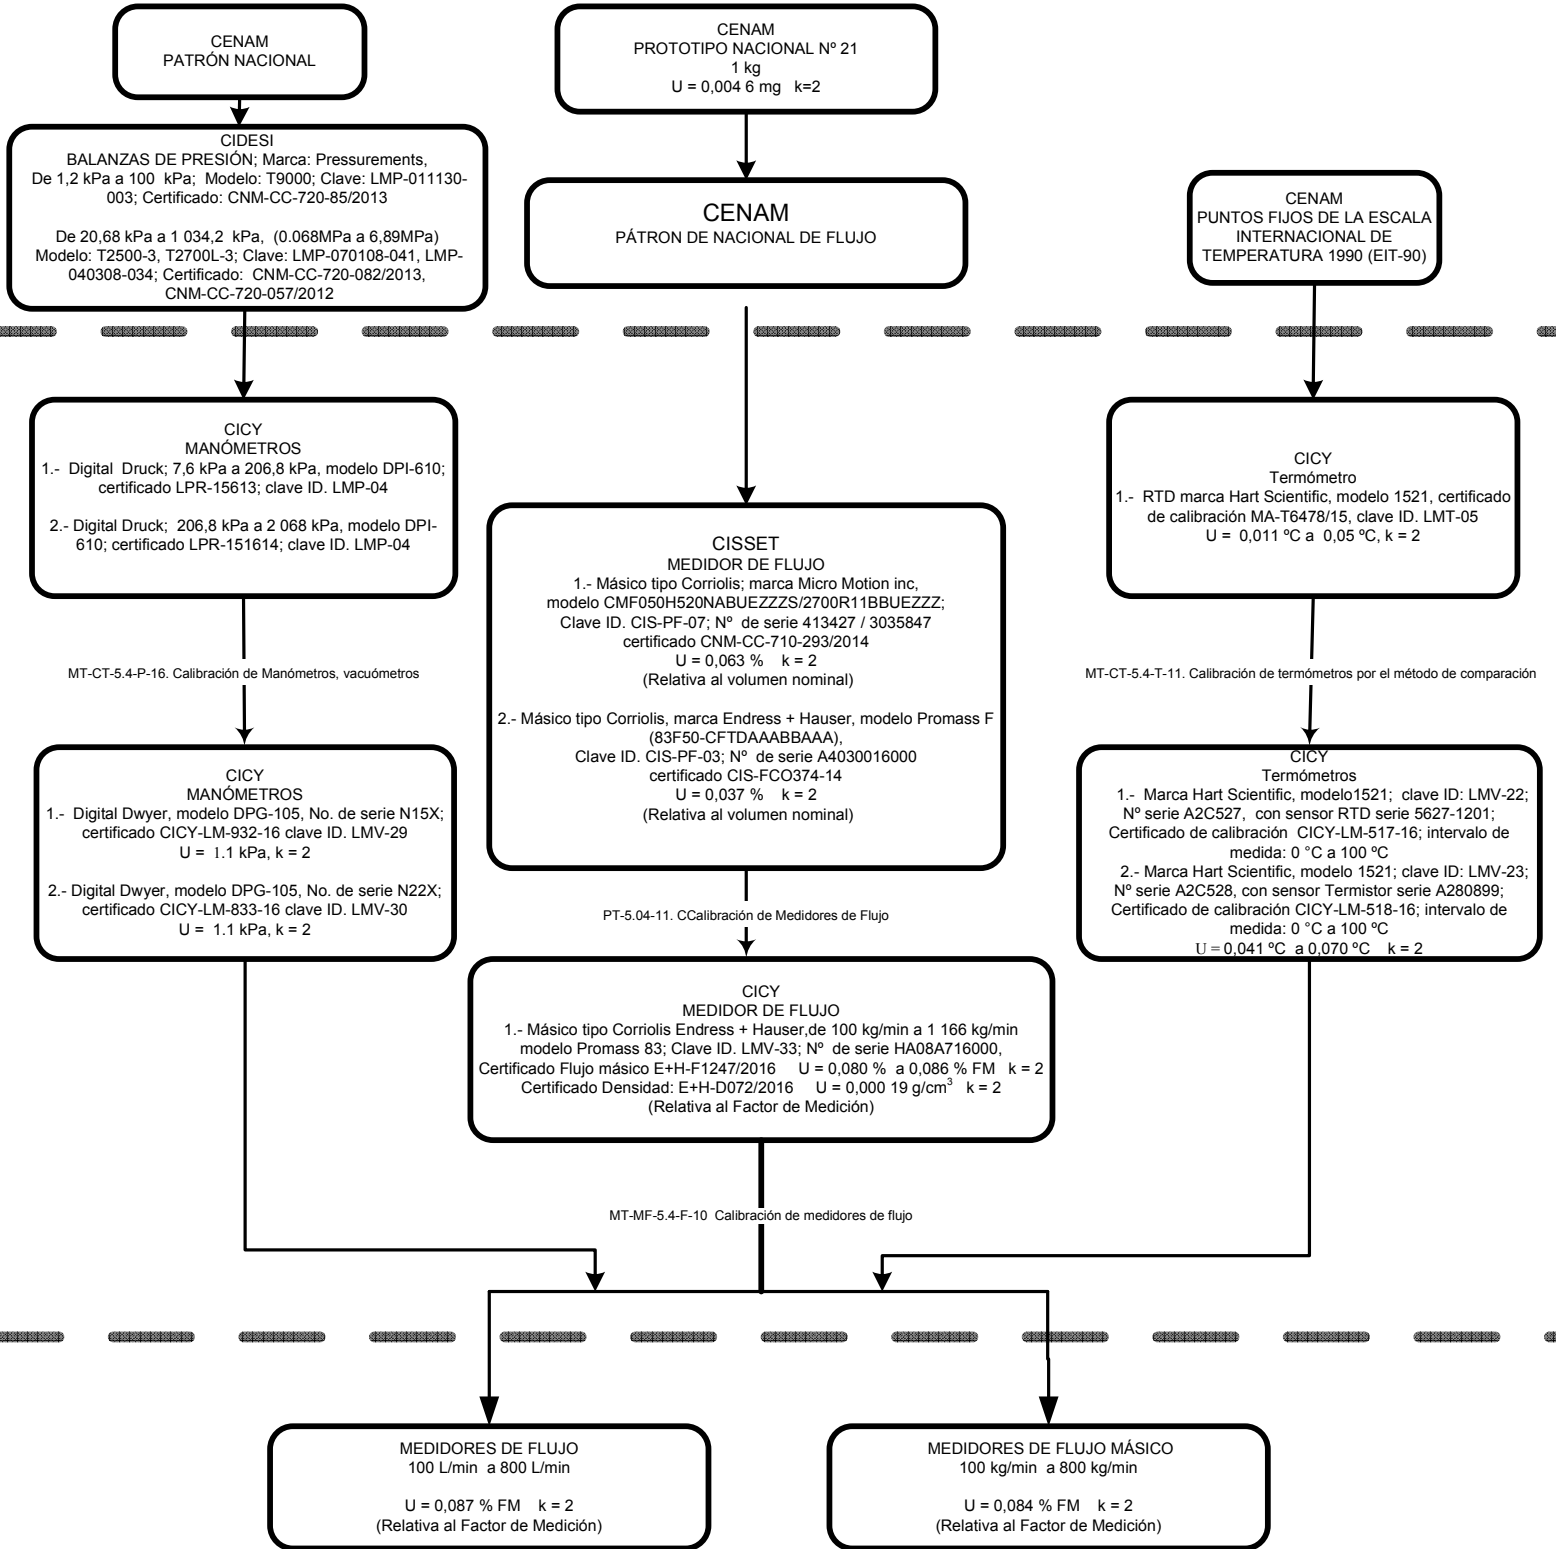 CENAM
PATRÓN NACIONAL
CENAM
PROTOTIPO NACIONAL Nº 21
1 kg
U = 0,004 6 mg k=2
CIDESI
BALANZAS DE PRESIÓN; Marca: Pressurements,
De 1,2 kPa a 100 kPa; Modelo: T9000; Clave: LMP-011130-
003; Certificado: CNM-CC-720-85/2013
De 20,68 kPa a 1 034,2 kPa, (0.068MPa a 6,89MPa)
Modelo: T2500-3, T2700L-3; Clave: LMP-070108-041, LMP-
040308-034; Certificado: CNM-CC-720-082/2013,
CNM-CC-720-057/2012
CENAM
PÁTRON DE NACIONAL DE FLUJO
CENAM
PUNTOS FIJOS DE LA ESCALA
INTERNACIONAL DE
TEMPERATURA 1990 (EIT-90)
CICY
MANÓMETROS
1.- Digital Druck; 7,6 kPa a 206,8 kPa, modelo DPI-610;
certificado LPR-15613; clave ID. LMP-04
2.- Digital Druck; 206,8 kPa a 2 068 kPa, modelo DPI-
610; certificado LPR-151614; clave ID. LMP-04
CISSET
MEDIDOR DE FLUJO
1.- Másico tipo Corriolis; marca Micro Motion inc,
modelo CMF050H520NABUEZZZS/2700R11BBUEZZZ;
Clave ID. CIS-PF-07; Nº de serie 413427 / 3035847
certificado CNM-CC-710-293/2014
U = 0,063 % k = 2
(Relativa al volumen nominal)
2.- Másico tipo Corriolis, marca Endress + Hauser, modelo Promass F
(83F50-CFTDAAABBAAA),
Clave ID. CIS-PF-03; Nº de serie A4030016000
certificado CIS-FCO374-14
U = 0,037 % k = 2
(Relativa al volumen nominal)
CICY
Termómetro
1.- RTD marca Hart Scientific, modelo 1521, certificado
de calibración MA-T6478/15, clave ID. LMT-05
U = 0,011 ºC a 0,05 ºC, k = 2
MT-CT-5.4-P-16. Calibración de Manómetros, vacuómetros
MT-CT-5.4-T-11. Calibración de termómetros por el método de comparación
CICY
MANÓMETROS
1.- Digital Dwyer, modelo DPG-105, No. de serie N15X;
certificado CICY-LM-932-16 clave ID. LMV-29
U = 1.1 kPa, k = 2
2.- Digital Dwyer, modelo DPG-105, No. de serie N22X;
certificado CICY-LM-833-16 clave ID. LMV-30
U = 1.1 kPa, k = 2
CICY
Termómetros
1.- Marca Hart Scientific, modelo1521; clave ID: LMV-22;
Nº serie A2C527, con sensor RTD serie 5627-1201;
Certificado de calibración CICY-LM-517-16; intervalo de
medida: 0 °C a 100 ºC
2.- Marca Hart Scientific, modelo 1521; clave ID: LMV-23;
Nº serie A2C528, con sensor Termistor serie A280899;
Certificado de calibración CICY-LM-518-16; intervalo de
medida: 0 °C a 100 ºC
U = 0,041 ºC a 0,070 ºC k = 2
PT-5.04-11. CCalibración de Medidores de Flujo
CICY
MEDIDOR DE FLUJO
1.- Másico tipo Corriolis Endress + Hauser,de 100 kg/min a 1 166 kg/min
modelo Promass 83; Clave ID. LMV-33; Nº de serie HA08A716000,
Certificado Flujo másico E+H-F1247/2016 U = 0,080 % a 0,086 % FM k = 2
Certificado Densidad: E+H-D072/2016 U = 0,000 19 g/cm³ k = 2
(Relativa al Factor de Medición)
MT-MF-5.4-F-10 Calibración de medidores de flujo
MEDIDORES DE FLUJO
100 L/min a 800 L/min
U = 0,087 % FM k = 2
(Relativa al Factor de Medición)
MEDIDORES DE FLUJO MÁSICO
100 kg/min a 800 kg/min
U = 0,084 % FM k = 2
(Relativa al Factor de Medición)